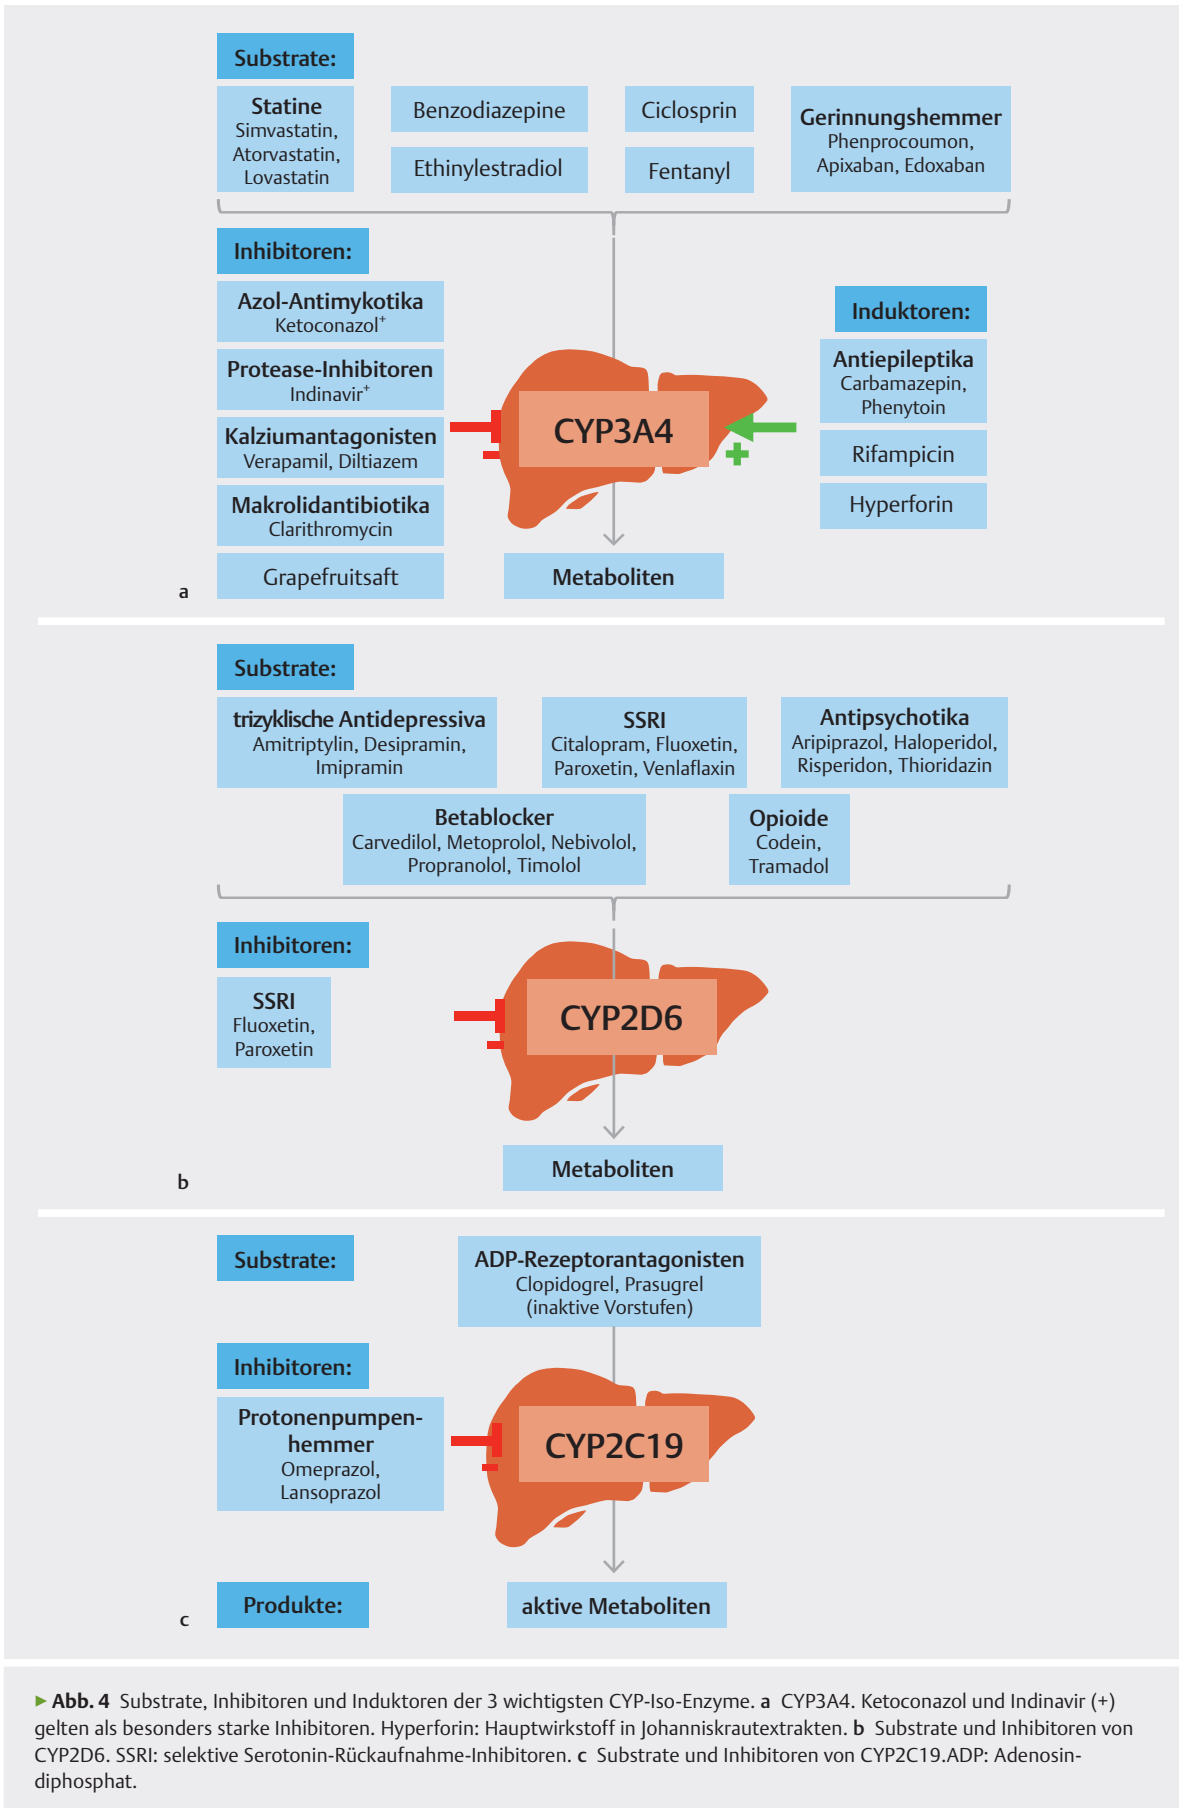 Substrate:
Statine
Simvastatin,
Atorvastatin,
Lovastatin
Benzodiazepine
Ethinylestradiol
Ciclosprin
Fentanyl
Gerinnungshemmer
Phenprocoumon,
Apixaban, Edoxaban
Inhibitoren:
Azol-Antimykotika
Ketoconazol+
Protease-Inhibitoren
Indinavir+
Kalziumantagonisten
Verapamil, Diltiazem
Makrolidantibiotika
Clarithromycin
Grapefruitsaft
CYP3A4
Induktoren:
Antiepileptika
Carbamazepin,
Phenytoin
Rifampicin
Hyperforin
Metaboliten
a
Substrate:
trizyklische Antidepressiva
Amitriptylin, Desipramin,
Imipramin
SSRI
Citalopram, Fluoxetin,
Paroxetin, Venlaflaxin
Antipsychotika
Aripiprazol, Haloperidol,
Risperidon, Thioridazin
Betablocker
Carvedilol, Metoprolol, Nebivolol,
Propranolol, Timolol
Opioide
Codein,
Tramadol
Inhibitoren:
SSRI
Fluoxetin,
Paroxetin
CYP2D6
Metaboliten
b
Substrate:
ADP-Rezeptorantagonisten
Clopidogrel, Prasugrel
(inaktive Vorstufen)
Inhibitoren:
Protonenpumpen-
hemmer
Omeprazol,
Lansoprazol
CYP2C19
Produkte:
aktive Metaboliten
c
▶ Abb. 4 Substrate, Inhibitoren und Induktoren der 3 wichtigsten CYP-Iso-Enzyme. a CYP3A4. Ketoconazol und Indinavir (+)
gelten als besonders starke Inhibitoren. Hyperforin: Hauptwirkstoff in Johanniskrautextrakten. b Substrate und Inhibitoren von
CYP2D6. SSRI: selektive Serotonin-Rückaufnahme-Inhibitoren. c Substrate und Inhibitoren von CYP2C19.ADP: Adenosin-
diphosphat.